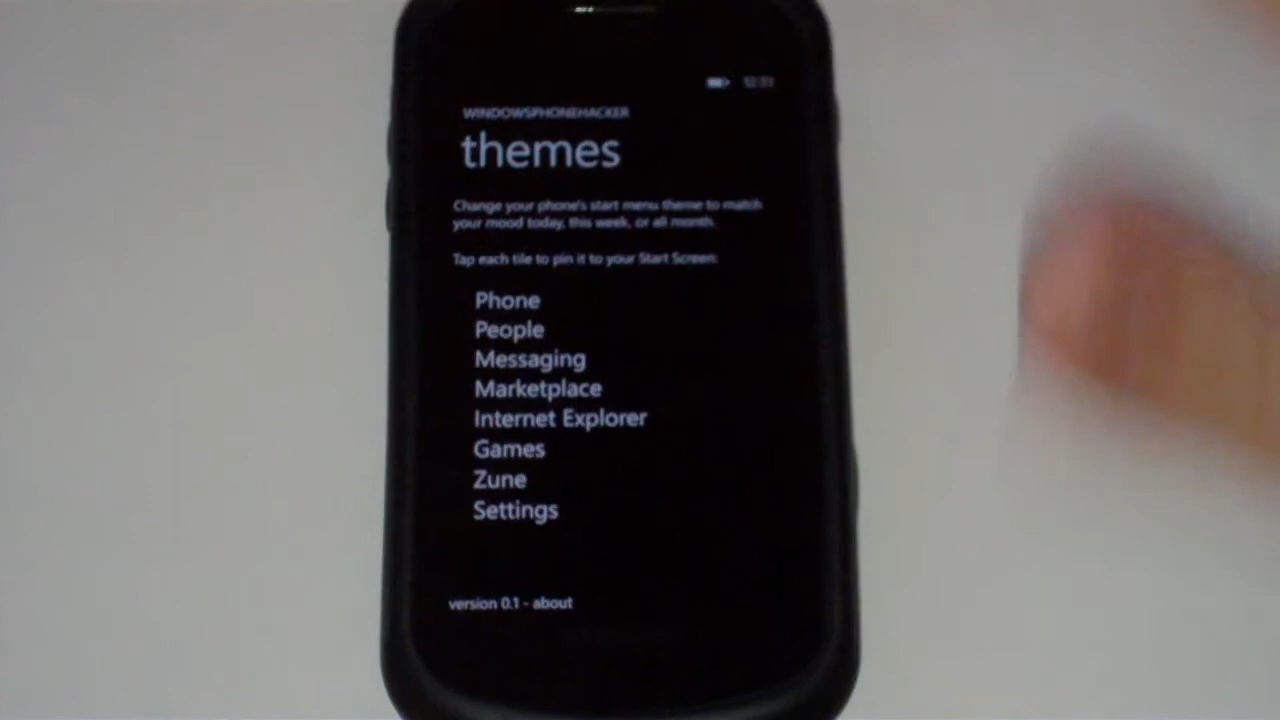 WINDOWSPHONEHACKER
themes
Change your phone's start menu theme to match
your mood today, this week, or all month.
Tap each tile to pin it to your Start Screen:
Phone
People
Messaging
Marketplace
Internet Explorer
Games
Zune
Settings
version 0.1 - about